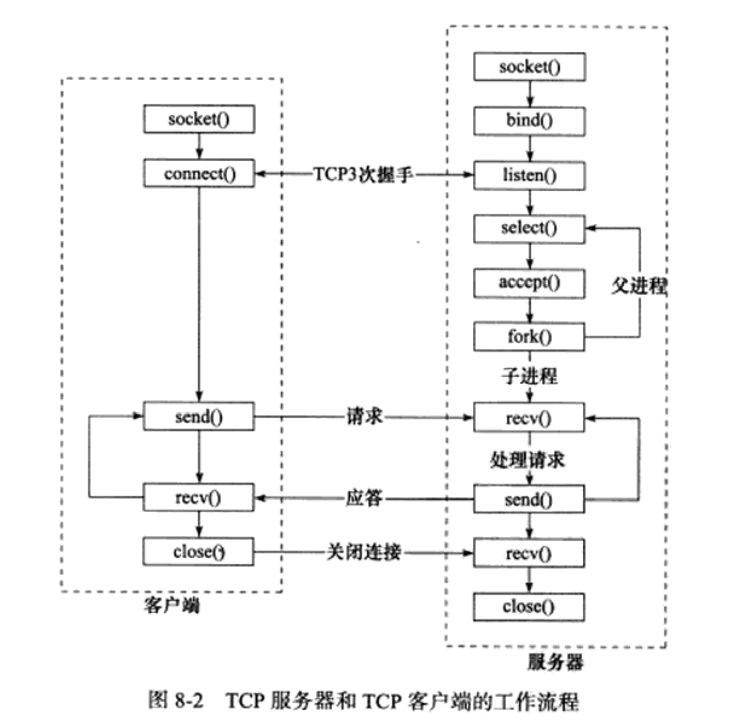 socket()
connect()
send()
recv()
close()
客户端
TCP3次握手
请求
应答
关闭连接
socket()
bind()
listen()
select()
accept()
fork()
父进程
子进程
recv()
处理请求
send()
recv()
close()
服务器
图 8-2 TCP 服务器和 TCP 客户端的工作流程